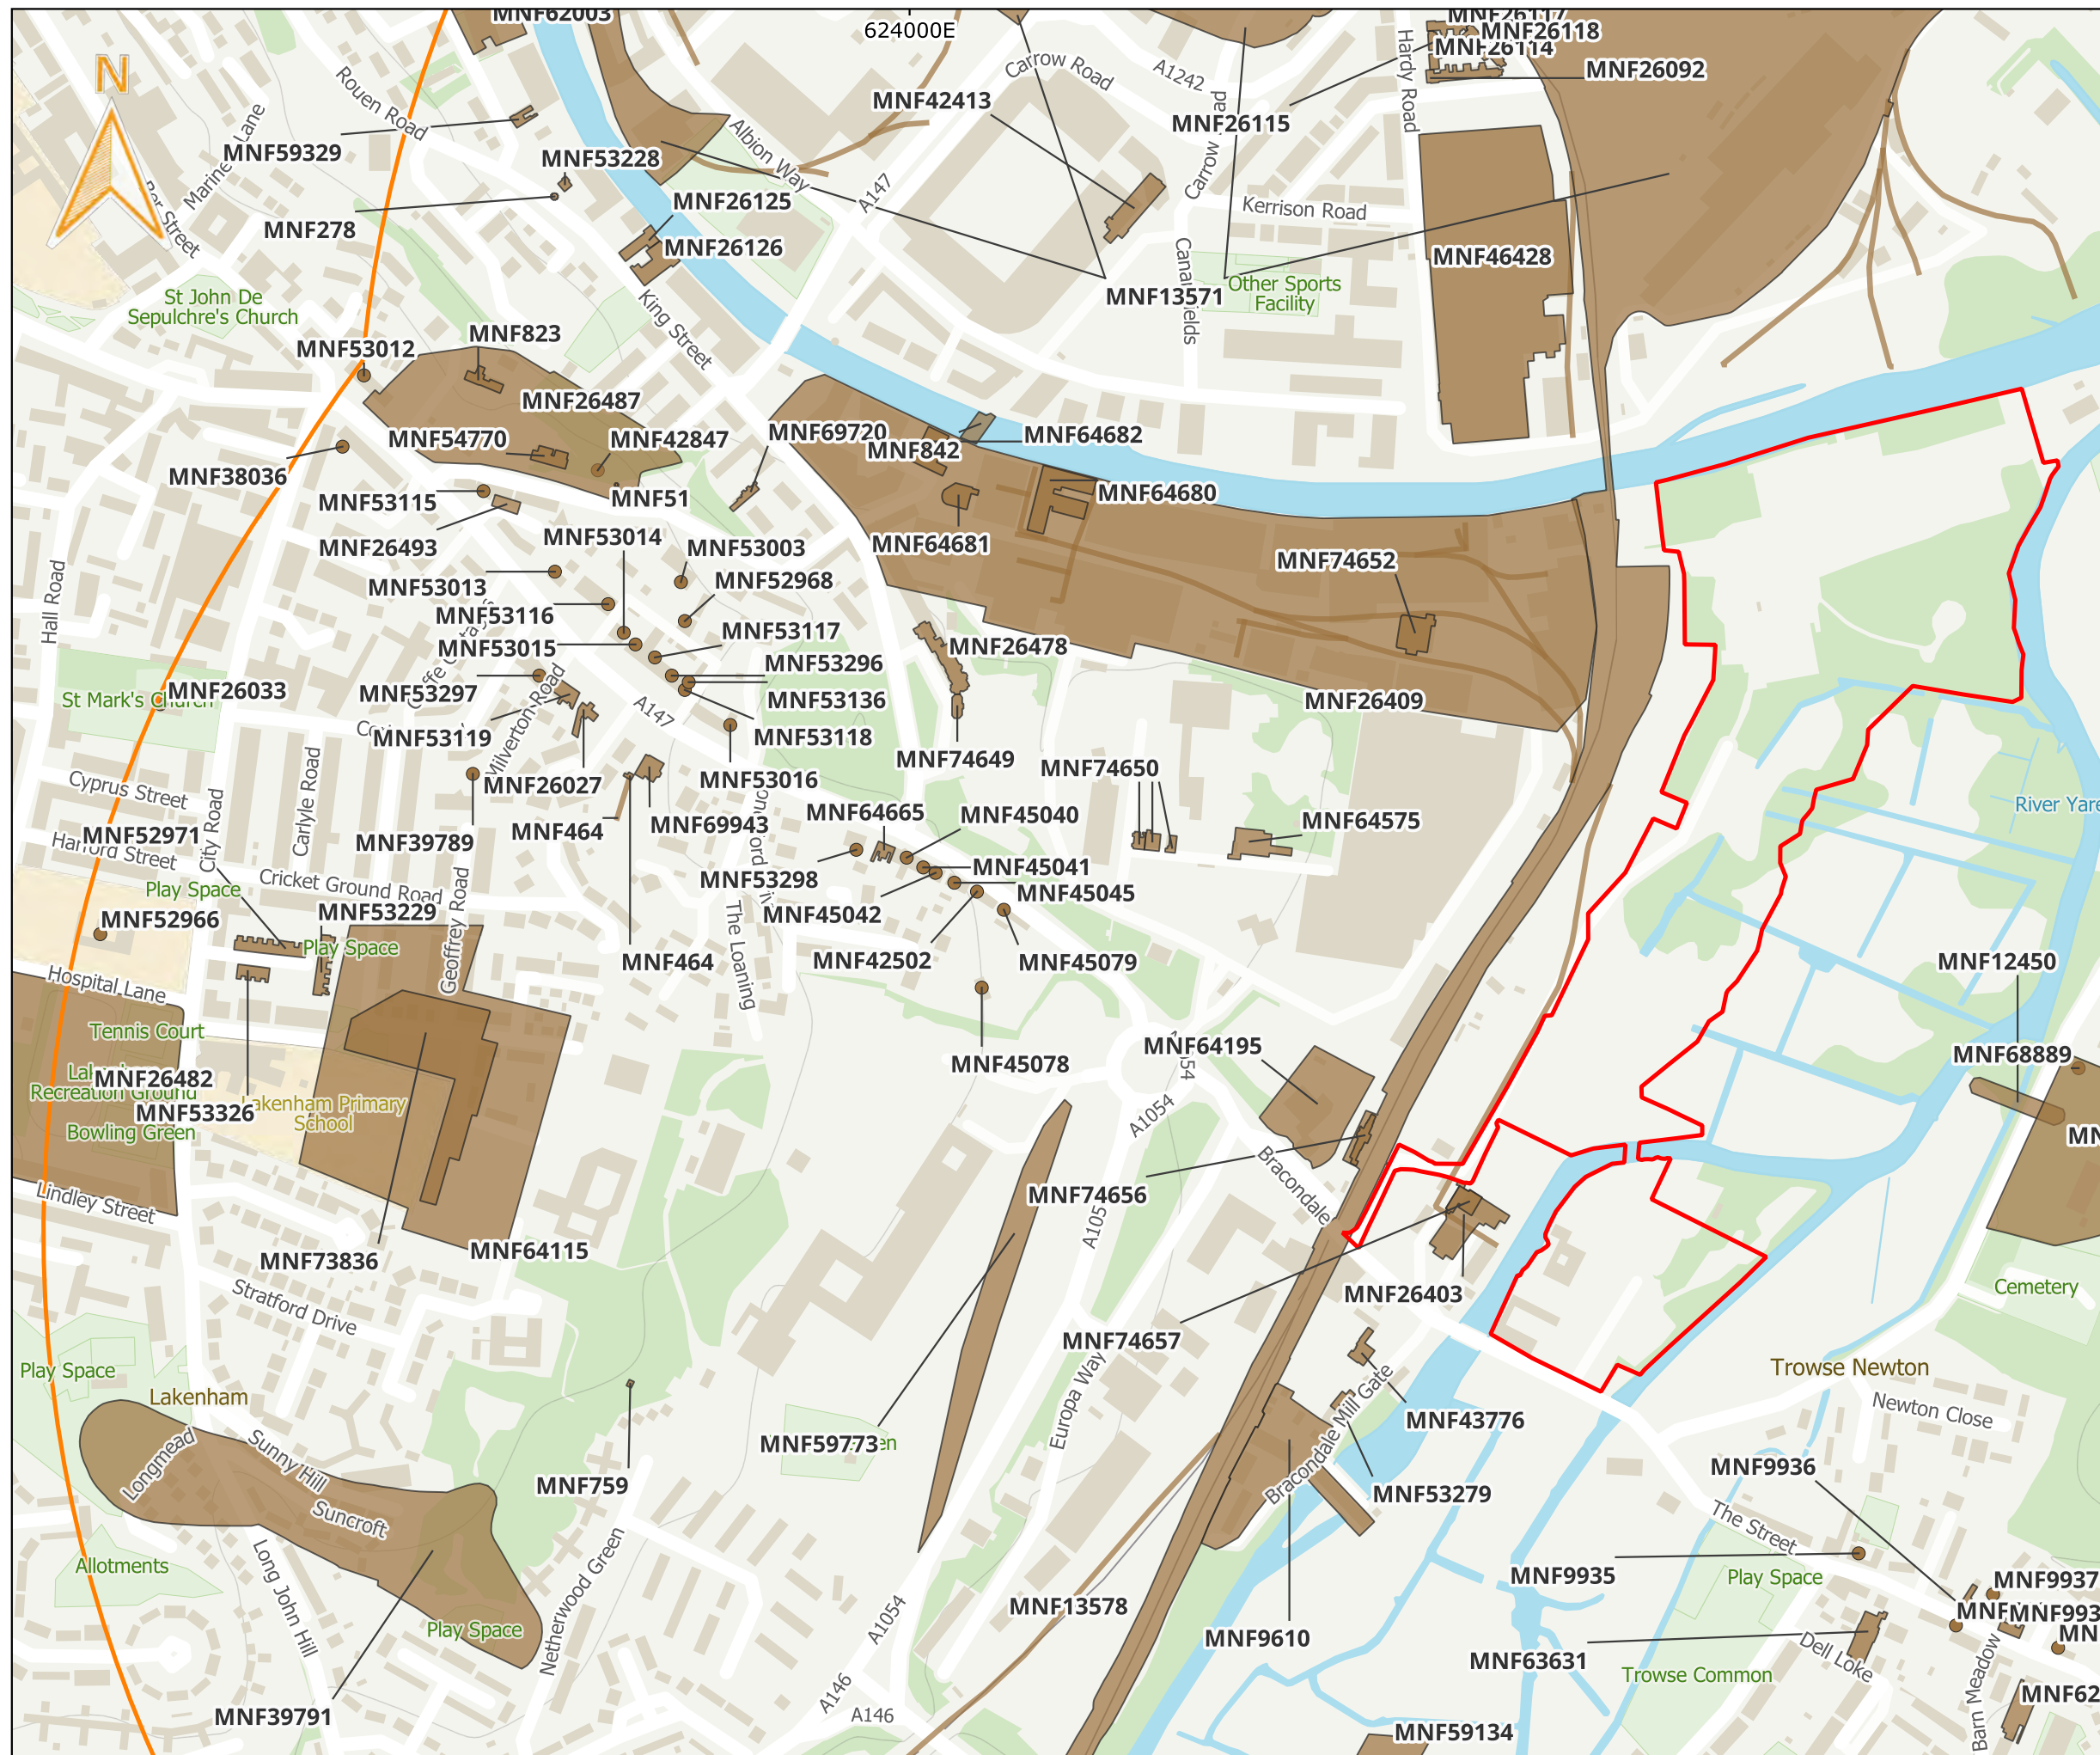 MNF62003
624000E
MNF26117
MNF26118
MNF26114
MNF26092
N
Rouen Road
Carrow Road
A1242
Hardy Road
MNF42413
MNF26115
Marine Lane
MNF59329
MNF53228
Albion Way
A147
MNF278
MNF26125
MNF26126
Kerrison Road
MNF46428
St John De
Sepulchre's Church
King Street
MNF13571
Other Sports
Facility
MNF53012
MNF823
MNF26487
MNF54770
MNF42847
MNF69720
MNF842
MNF64682
MNF38036
MNF53115
MNF51
MNF64680
MNF26493
MNF53014
MNF53003
MNF64681
MNF74652
MNF53013
MNF52968
MNF53116
MNF53015
MNF53117
MNF26478
Hall Road
MNF53296
St Mark's Church
MNF26033
MNF53297
MNF53136
MNF26409
A147
MNF53119
Milverton Road
MNF53118
MNF74649
MNF53016
MNF74650
MNF26027
Cyprus Street
Carlyle Road
City Road
MNF64665
MNF45040
River Yare
MNF464
MNF69943
MNF64575
MNF52971
Harford Street
MNF39789
MNF53298
MNF45041
Cricket Ground Road
MNF45045
Play Space
MNF52966
MNF53229
MNF45042
Geoffrey Road
The Loaning
Play Space
MNF464
MNF42502
MNF45079
MNF12450
Hospital Lane
Tennis Court
MNF45078
MNF64195
MNF68889
MNF26482
Recreation Ground
MNF53326
Lakenham Primary
School
Bowling Green
A1054
Bracondale
MNF74656
Lindley Street
MNF73836
MNF64115
MNF26403
Cemetery
Stratford Drive
MNF74657
Play Space
Lakenham
Trowse Newton
Newton Close
Europa Way
Bracondale Mill Gate
MNF43776
MNF59773
Longmead
Sunny Hill
Suncroft
MNF759
MNF53279
MNF9936
The Street
Allotments
Long John Hill
Netherwood Green
MNF9935
Play Space
MNF9937
MNF13578
A1054
Play Space
MNF9610
MNF63631
Dell Loke
Trowse Common
Barn Meadow
A146
A146
MNF39791
MNF59134